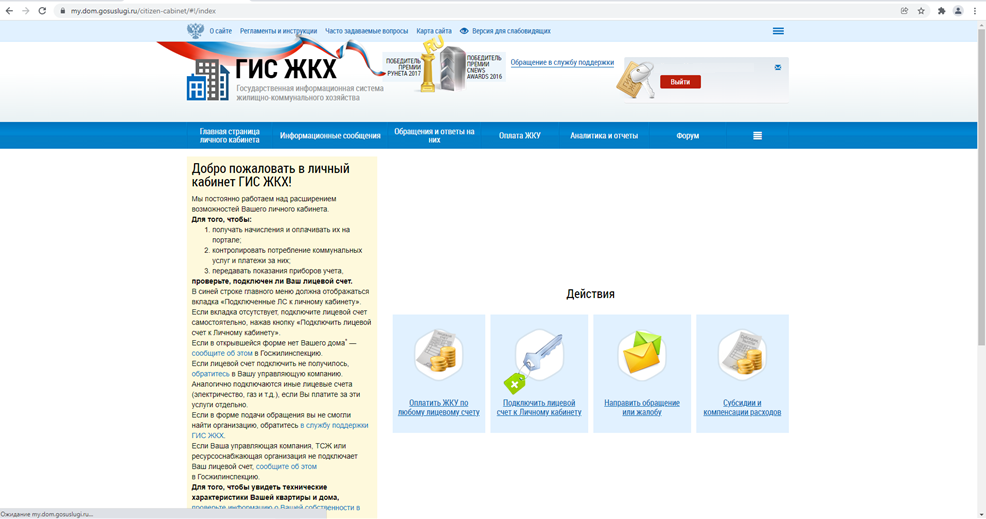 my.dom.gosuslugi.ru/citizen-cabinet/#!/index
О сайте Регламенты и инструкции Часто задаваемые вопросы Карта сайта Версия для слабовидящих
ГИС ЖКХ
Государственная информационная система
жилищно-коммунального хозяйства
ПОБЕДИТЕЛЬ
ПРЕМИИ
РУНЕТА 2017
RU
ПОБЕДИТЕЛЬ
ПРЕМИИ
CNEWS
AWARDS 2016
Обращение в службу поддержки
Выйти
Главная страница
личного кабинета
Информационные сообщения
Обращения и ответы на
них
Оплата ЖКУ
Аналитика и отчеты
Форум
Добро пожаловать в личный
кабинет ГИС ЖКХ!
Мы постоянно работаем над расширением
возможностей Вашего личного кабинета.
Для того, чтобы:
1. получать начисления и оплачивать их на
портале;
2. контролировать потребление коммунальных
услуг и платежи за них;
3. передавать показания приборов учета,
проверьте, подключен ли Ваш лицевой счет.
В синей строке главного меню должна отображаться
вкладка «Подключенные ЛС к личному кабинету».
Если вкладка отсутствует, подключите лицевой счет
самостоятельно, нажав кнопку «Подключить лицевой
счет к Личному кабинету».
Если в открывшейся форме нет Вашего дома* —
сообщите об этом в Госжилинспекцию.
Если лицевой счет подключить не получилось,
обратитесь в Вашу управляющую компанию.
Аналогично подключаются иные лицевые счета
(электричество, газ и т.д.), если Вы платите за эти
услуги отдельно.
Если в форме подачи обращения вы не смогли
найти организацию, обратитесь в службу поддержки
ГИС ЖКХ.
Если Ваша управляющая компания, ТСЖ или
ресурсоснабжающая организация не подключает
Ваш лицевой счет, сообщите об этом
в Госжилинспекцию.
Для того, чтобы увидеть технические
характеристики Вашей квартиры и дома,
проверьте информацию о Вашей собственности в
Действия
Оплатить ЖКУ по
любому лицевому счету
Подключить лицевой
счет к Личному кабинету
Направить обращение
или жалобу
Субсидии и
компенсации расходов
Ожидание my.dom.gosuslugi.ru...